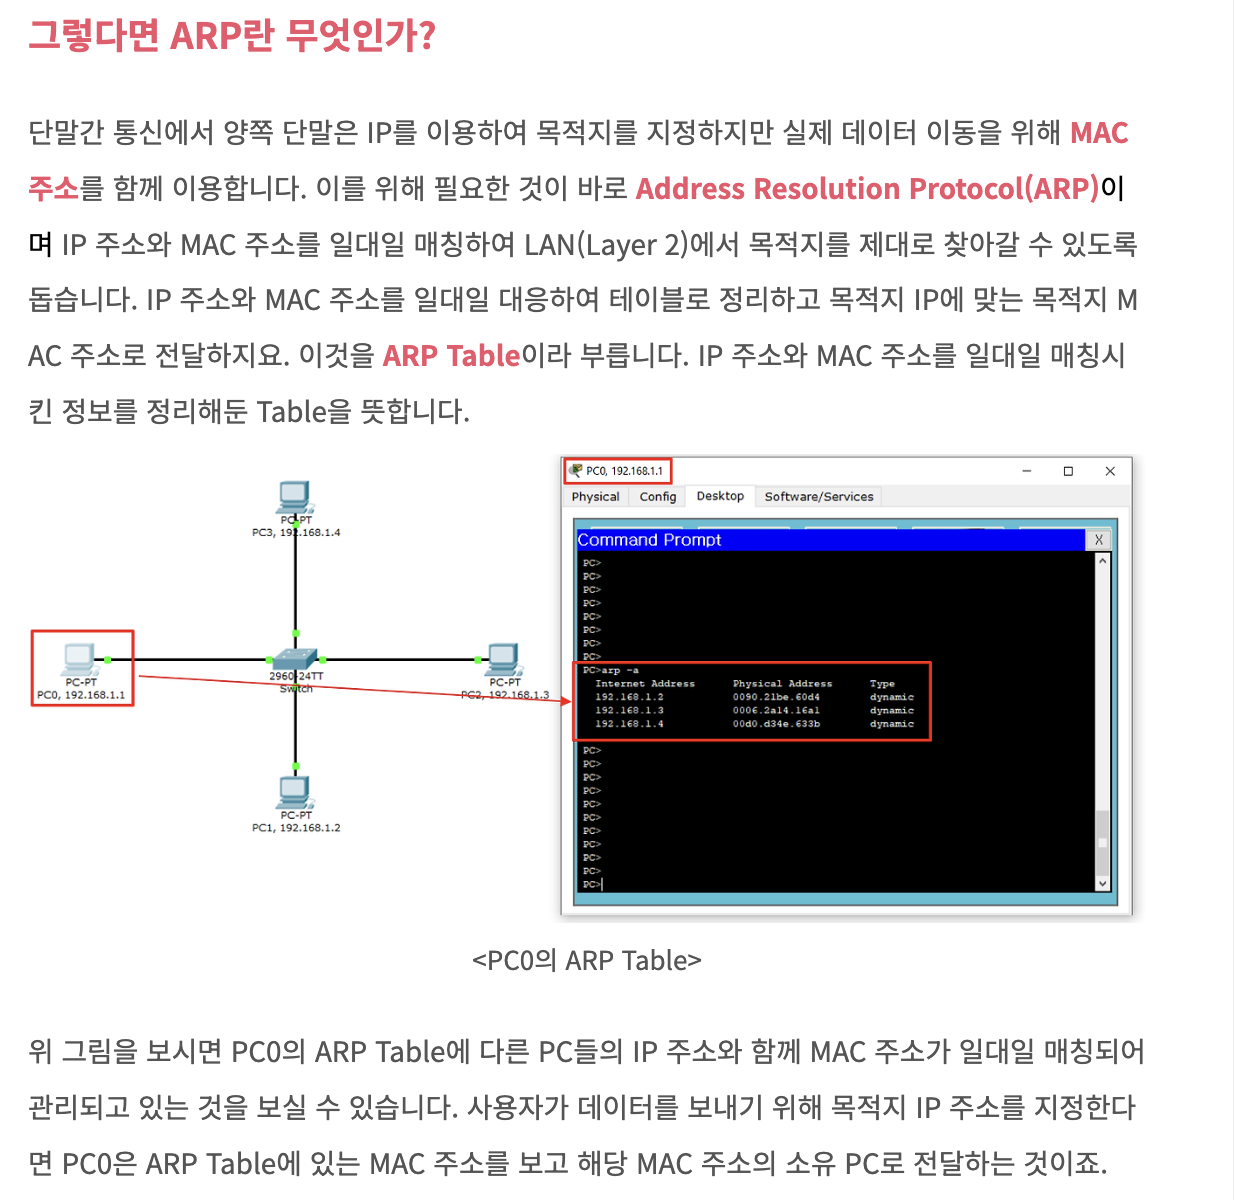 그렇다면 ARP란 무엇인가?
단말간 통신에서 양쪽 단말은 IP를 이용하여 목적지를 지정하지만 실제 데이터 이동을 위해 MAC
주소를 함께 이용합니다. 이를 위해 필요한 것이 바로 Address Resolution Protocol(ARP)이
며 IP 주소와 MAC 주소를 일대일 매칭하여 LAN(Layer 2)에서 목적지를 제대로 찾아갈 수 있도록
돕습니다. IP 주소와 MAC 주소를 일대일 대응하여 테이블로 정리하고 목적지 IP에 맞는 목적지 M
AC 주소로 전달하지요. 이것을 ARP Table이라 부릅니다. IP 주소와 MAC 주소를 일대일 매칭시
킨 정보를 정리해둔 Table을 뜻합니다.
PC-PT
PC3, 192.168.1.4
PC-PT
PC0, 192.168.1.1
2960-24TT
Switch
PC-PT
PC2, 192.168.1.3
PC-PT
PC1, 192.168.1.2
PC0, 192.168.1.1
Physical Config Desktop Software/Services
Command Prompt X
PC>
PC>
PC>
PC>
PC>
PC>
PC>
PC>
PC>arp -a
Internet Address Physical Address Type
192.168.1.2 0090.21be.60d4 dynamic
192.168.1.3 0006.2a14.16a1 dynamic
192.168.1.4 00d0.d34e.633b dynamic
PC>
PC>
PC>
PC>
PC>
PC>
PC>
PC>
PC>
PC>
PC>
<PC0의 ARP Table>
위 그림을 보시면 PC0의 ARP Table에 다른 PC들의 IP 주소와 함께 MAC 주소가 일대일 매칭되어
관리되고 있는 것을 보실 수 있습니다. 사용자가 데이터를 보내기 위해 목적지 IP 주소를 지정한다
면 PC0은 ARP Table에 있는 MAC 주소를 보고 해당 MAC 주소의 소유 PC로 전달하는 것이죠.